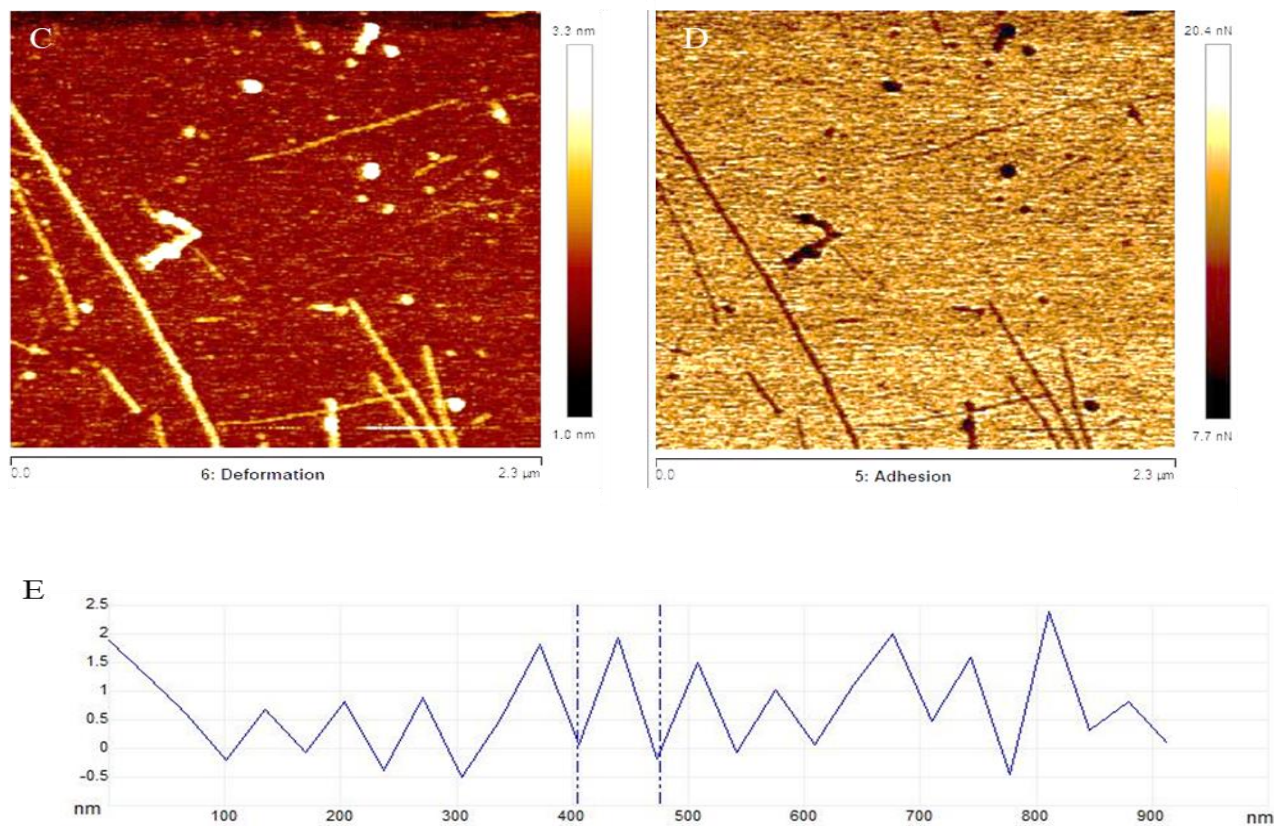 C
3.3 nm
1.0 nm
0.0
6: Deformation
2.3 µm
D
20.4 nN
7.7 nN
0.0
5: Adhesion
2.3 µm
E
2.5
2
1.5
1
0.5
0
-0.5
nm
100
200
300
400
500
600
700
800
900
nm